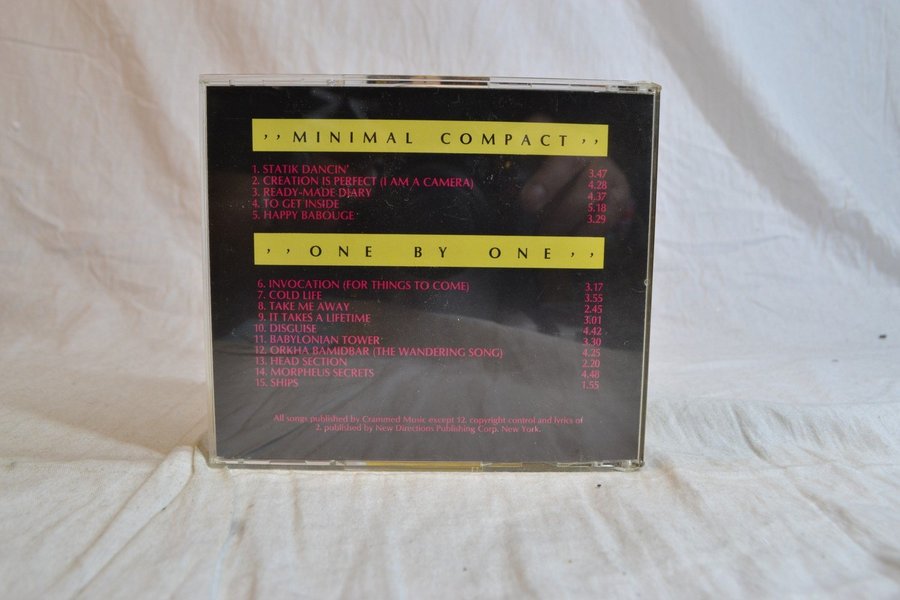 ,, MINIMAL COMPACT ,,
1. STATIK DANCIN' 3.47
2. CREATION IS PERFECT (I AM A CAMERA) 4.28
3. READY-MADE DIARY 4.37
4. TO GET INSIDE 5.18
5. HAPPY BABOUGE 3.29
,, ONE BY ONE ,,
6. INVOCATION (FOR THINGS TO COME) 3.17
7. COLD LIFE 3.55
8. TAKE ME AWAY 2.45
9. IT TAKES A LIFETIME 3.01
10. DISGUISE 4.42
11. BABYLONIAN TOWER 3.30
12. ORKHA BAMIDBAR (THE WANDERING SONG) 4.25
13. HEAD SECTION 2.20
14. MORPHEUS SECRETS 4.48
15. SHIPS 1.55
All songs published by Crammed Music except 12. copyright control and lyrics of
2. published by New Directions Publishing Corp. New York.